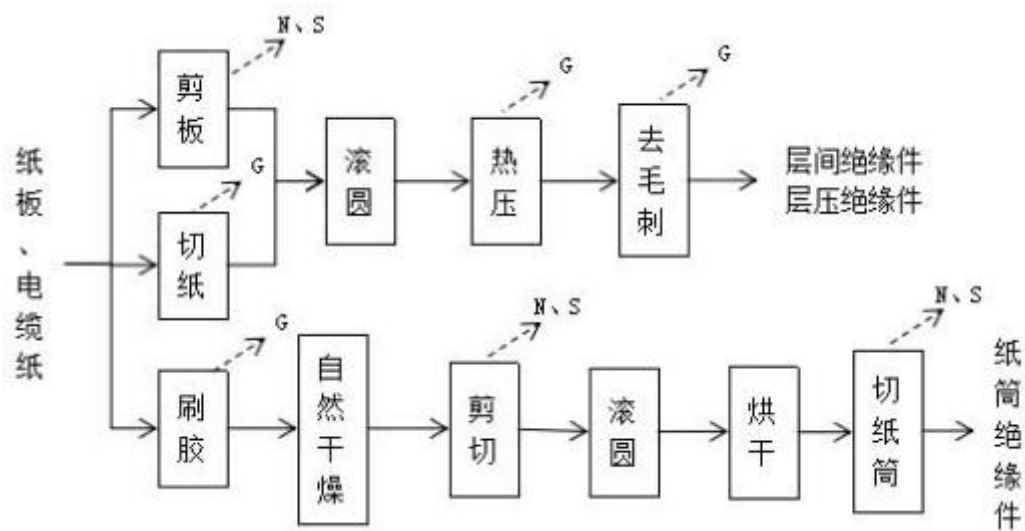 纸板、电缆纸
剪板
N、S
切纸
G
滚圆
热压
G
去毛刺
G
层间绝缘件
层压绝缘件
刷胶
G
自然干燥
剪切
N、S
滚圆
烘干
切纸筒
N、S
纸筒绝缘件